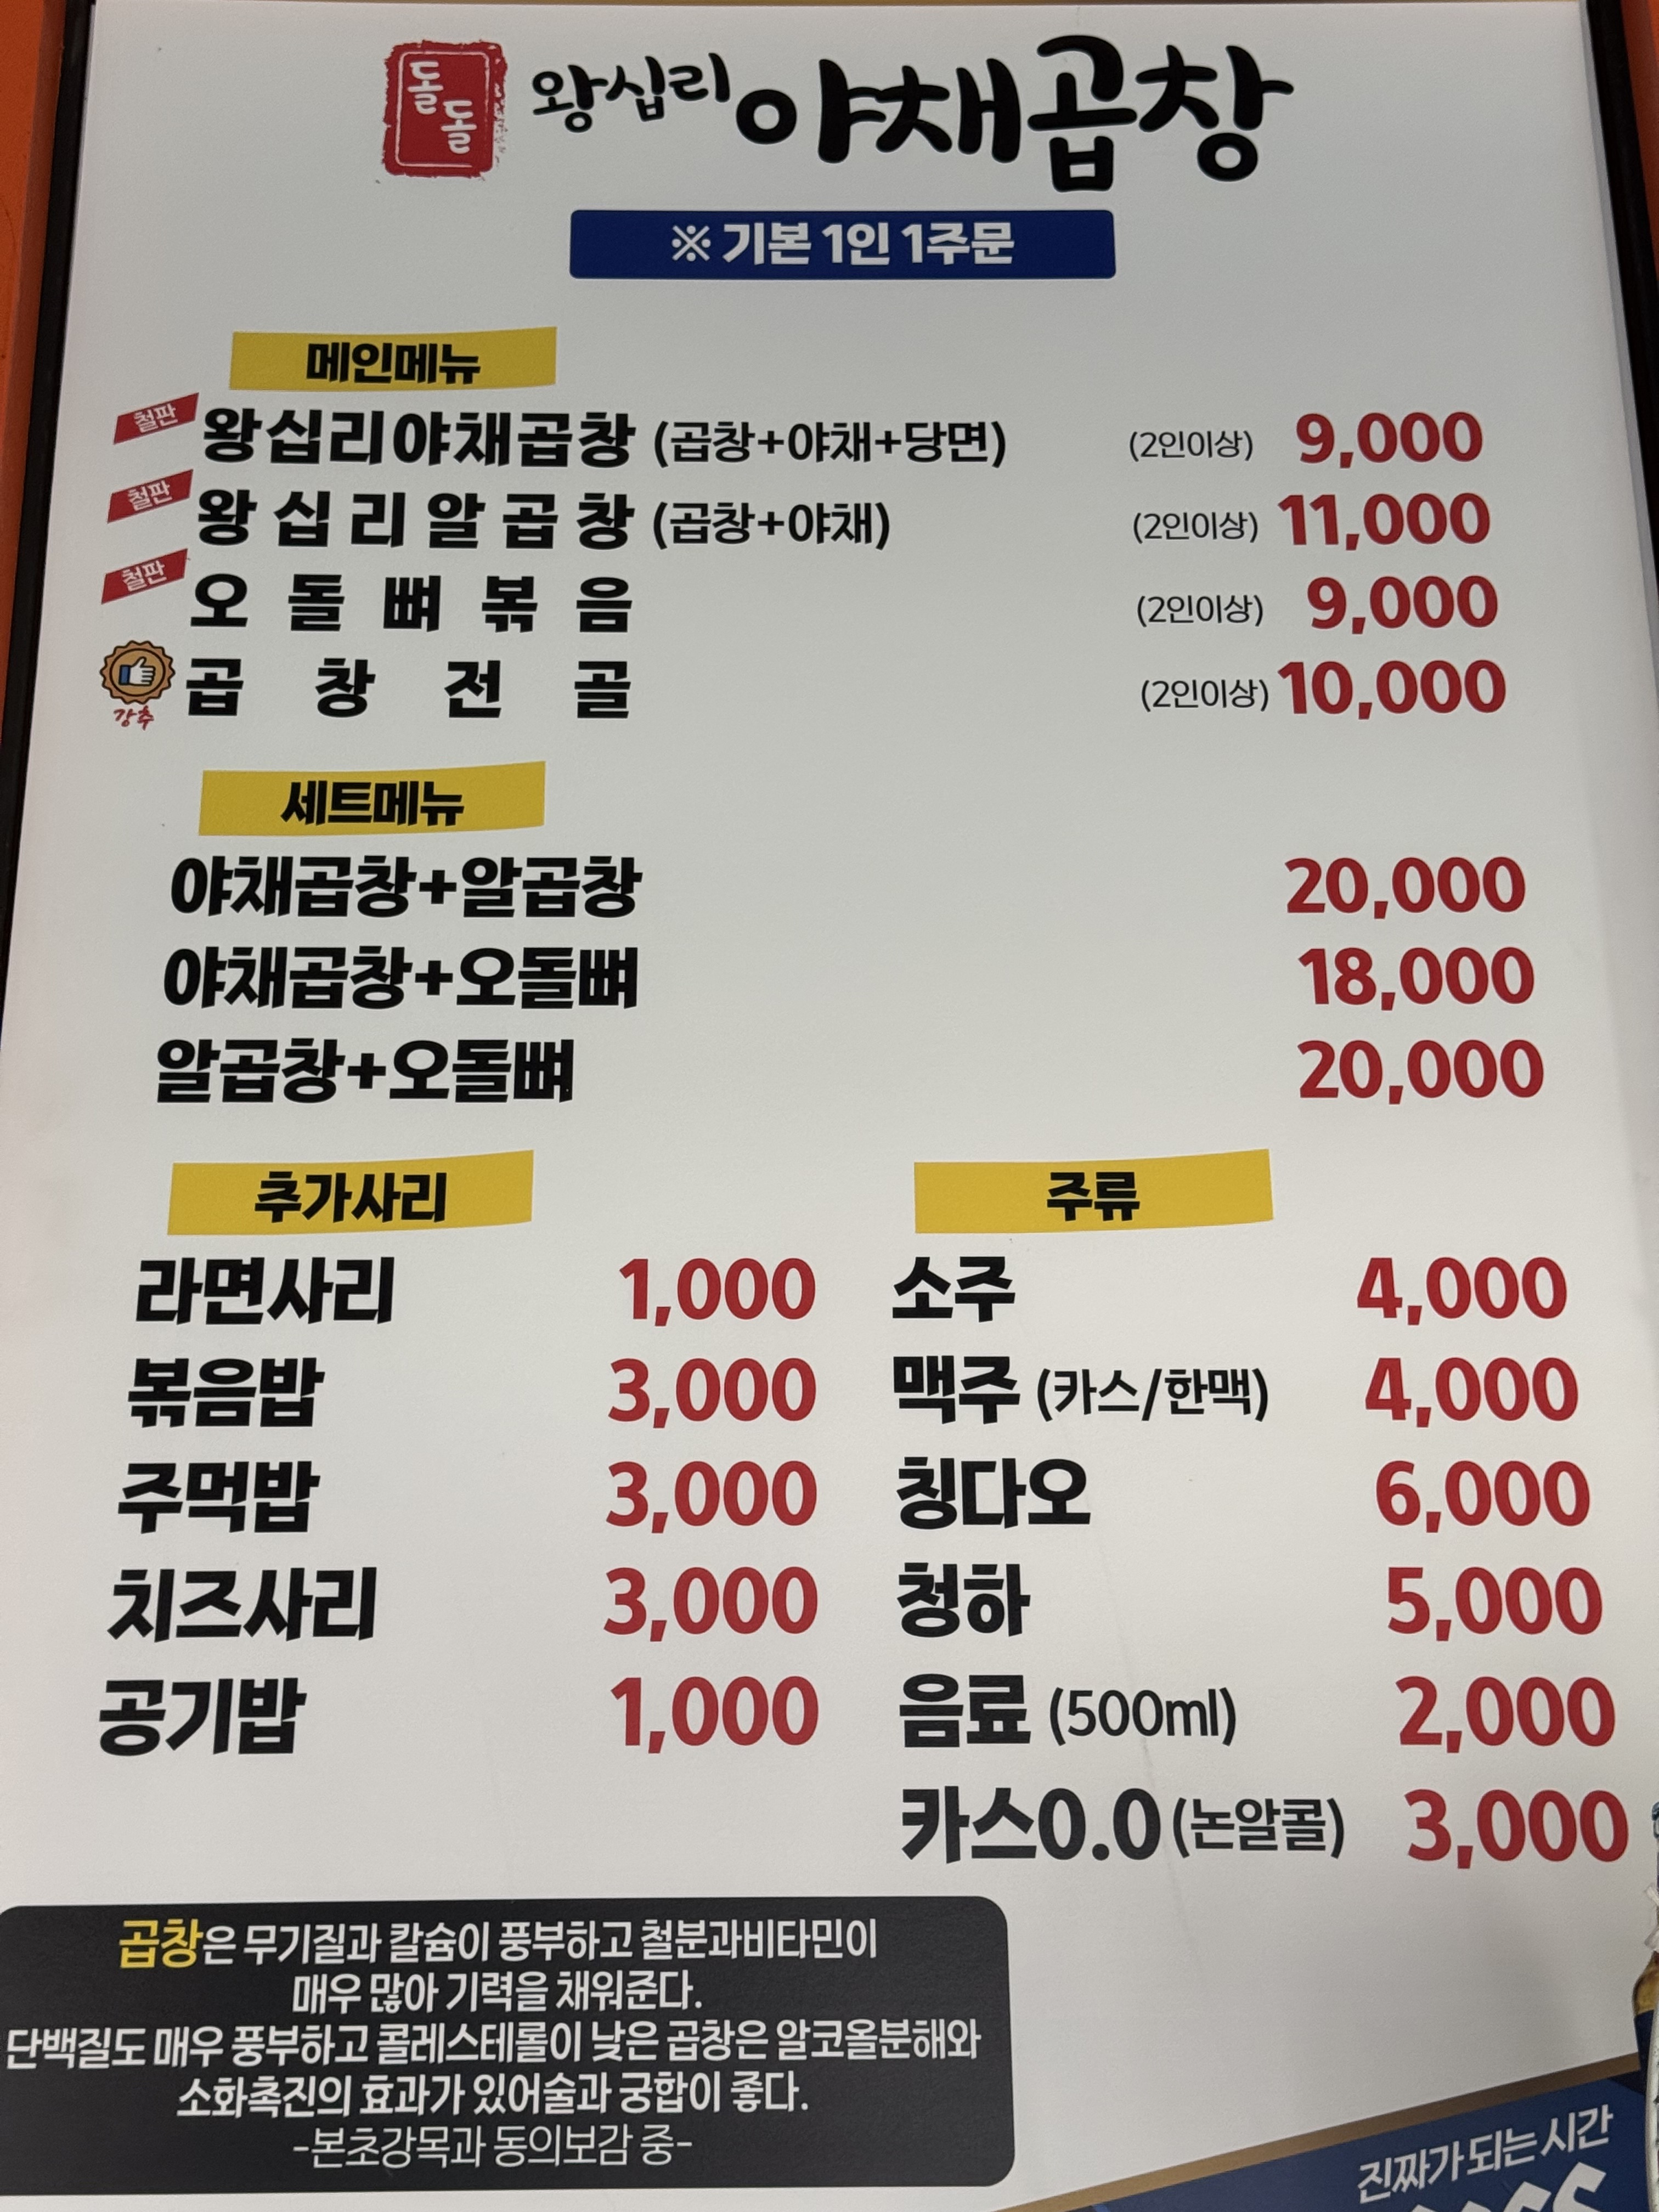 돌돌
왕십리야채곱창
※ 기본 1인 1주문
메인메뉴
철판 왕십리야채곱창 (곱창+야채+당면) (2인이상) 9,000
철판 왕십리알곱창 (곱창+야채) (2인이상) 11,000
철판 오돌뼈볶음 (2인이상) 9,000
강추 곱창전골 (2인이상) 10,000
세트메뉴
야채곱창+알곱창 20,000
야채곱창+오돌뼈 18,000
알곱창+오돌뼈 20,000
추가사리
라면사리 1,000
볶음밥 3,000
주먹밥 3,000
치즈사리 3,000
공기밥 1,000
주류
소주 4,000
맥주 (카스/한맥) 4,000
칭다오 6,000
청하 5,000
음료 (500ml) 2,000
카스0.0 (논알콜) 3,000
곱창은 무기질과 칼슘이 풍부하고 철분과비타민이
매우 많아 기력을 채워준다.
단백질도 매우 풍부하고 콜레스테롤이 낮은 곱창은 알코올분해와
소화촉진의 효과가 있어술과 궁합이 좋다.
-본초강목과 동의보감 중-
진짜가 되는 시간